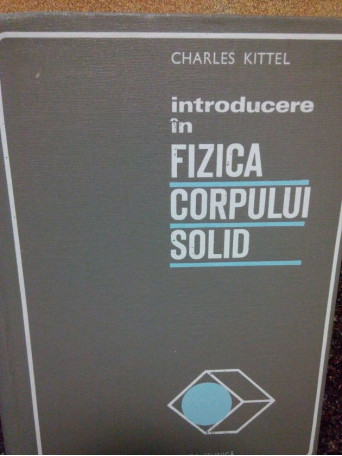 CHARLES KITTEL
introducere
în
FIZICA
CORPULUI
SOLID